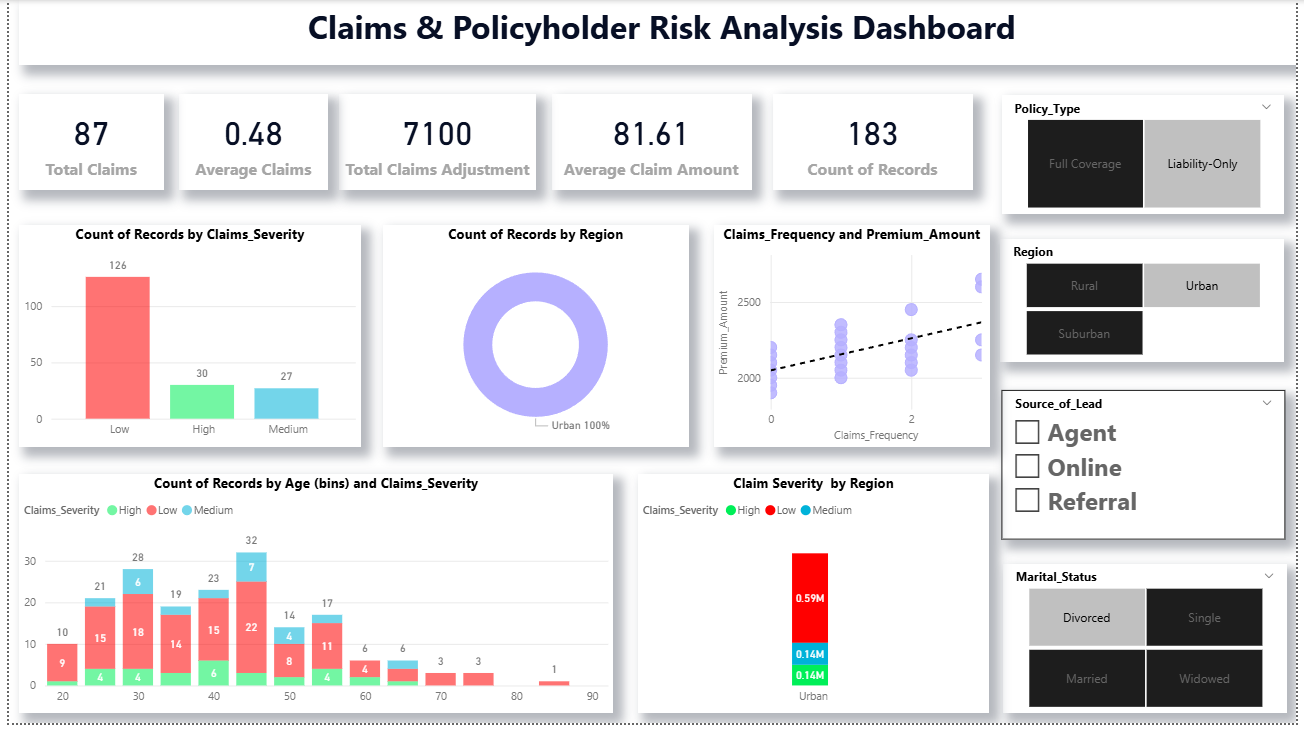 Claims & Policyholder Risk Analysis Dashboard
87
Total Claims
0.48
Average Claims
7100
Total Claims Adjustment
81.61
Average Claim Amount
183
Count of Records
Policy_Type
Full Coverage
Liability-Only
Count of Records by Claims_Severity
126
100
30
27
50
0
Low
High
Medium
Count of Records by Region
Urban 100%
Claims_Frequency and Premium_Amount
Premium_Amount
2500
2000
0
2
Claims_Frequency
Region
Rural
Urban
Suburban
Source_of_Lead
Agent
Online
Referral
Count of Records by Age (bins) and Claims_Severity
Claims_Severity High Low Medium
30
20
10
0
10
9
21
15
4
28
6
18
4
19
14
23
15
6
32
7
22
14
4
8
17
11
4
6
4
6
3
3
1
20
30
40
50
60
70
80
90
Claim Severity by Region
Claims_Severity High Low Medium
0.59M
0.14M
0.14M
Urban
Marital_Status
Divorced
Single
Married
Widowed